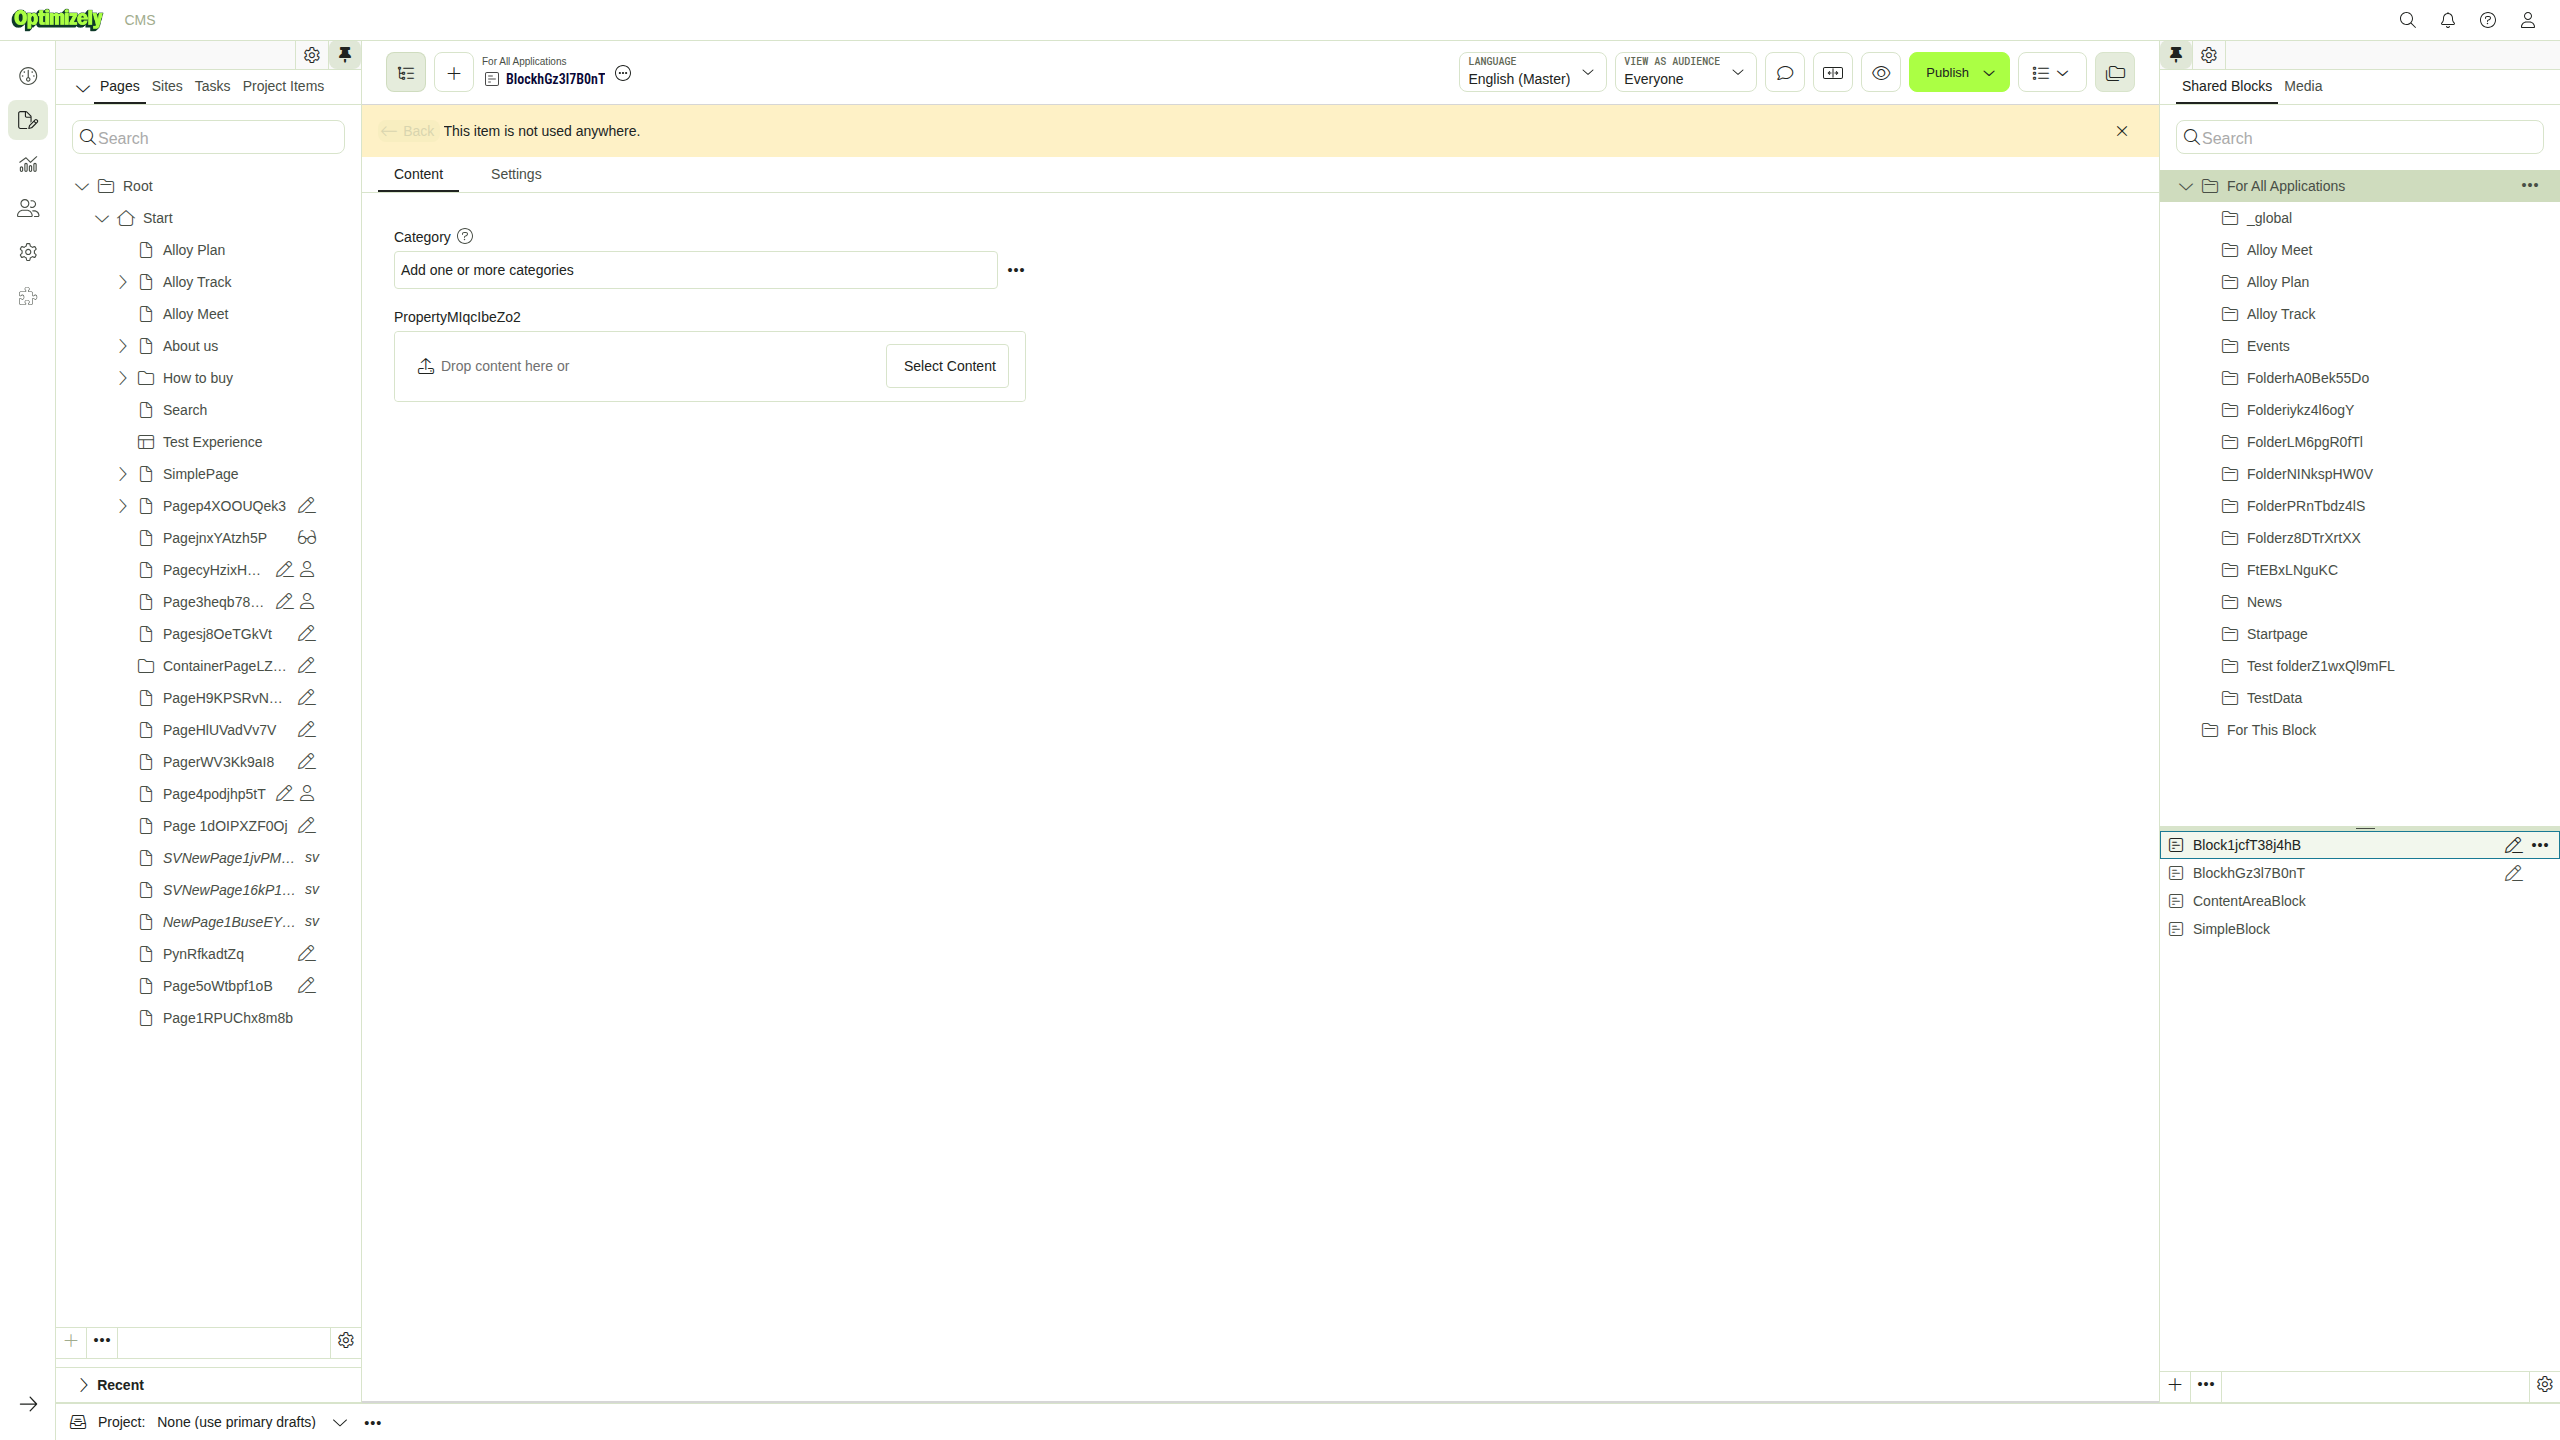 Optimizely CMS
Pages Sites Tasks Project Items
Search
Root
Start
Alloy Plan
Alloy Track
Alloy Meet
About us
How to buy
Search
Test Experience
SimplePage
Pagep4XOOUQek3
PagejnxYAtzh5P
PagecyHzixH...
Page3heqb78...
Pagesj8OeTGkVt
ContainerPageLZ...
PageH9KPSRvN...
PageHlUVadVv7V
PagerWV3Kk9aI8
Page4podjhp5tT
Page 1dOIPXZF0Oj
SVNewPage1jvPM... sv
SVNewPage16kP1... sv
NewPage1BuseEY... sv
PynRfkadtZq
Page5oWtbpf1oB
Page1RPUChx8m8b
Recent
Project: None (use primary drafts)
For All Applications
BlockhGz3l7B0nT
LANGUAGE
English (Master)
VIEW AS AUDIENCE
Everyone
Publish
Back This item is not used anywhere.
Content Settings
Category
Add one or more categories
PropertyMIqcIbeZo2
Drop content here or Select Content
Shared Blocks Media
Search
For All Applications
_global
Alloy Meet
Alloy Plan
Alloy Track
Events
FolderhA0Bek55Do
Folderiykz4l6ogY
FolderLM6pgR0fTl
FolderNINkspHW0V
FolderPRnTbdz4lS
Folderz8DTrXrtXX
FtEBxLNguKC
News
Startpage
Test folderZ1wxQl9mFL
TestData
For This Block
Block1jcfT38j4hB
BlockhGz3l7B0nT
ContentAreaBlock
SimpleBlock